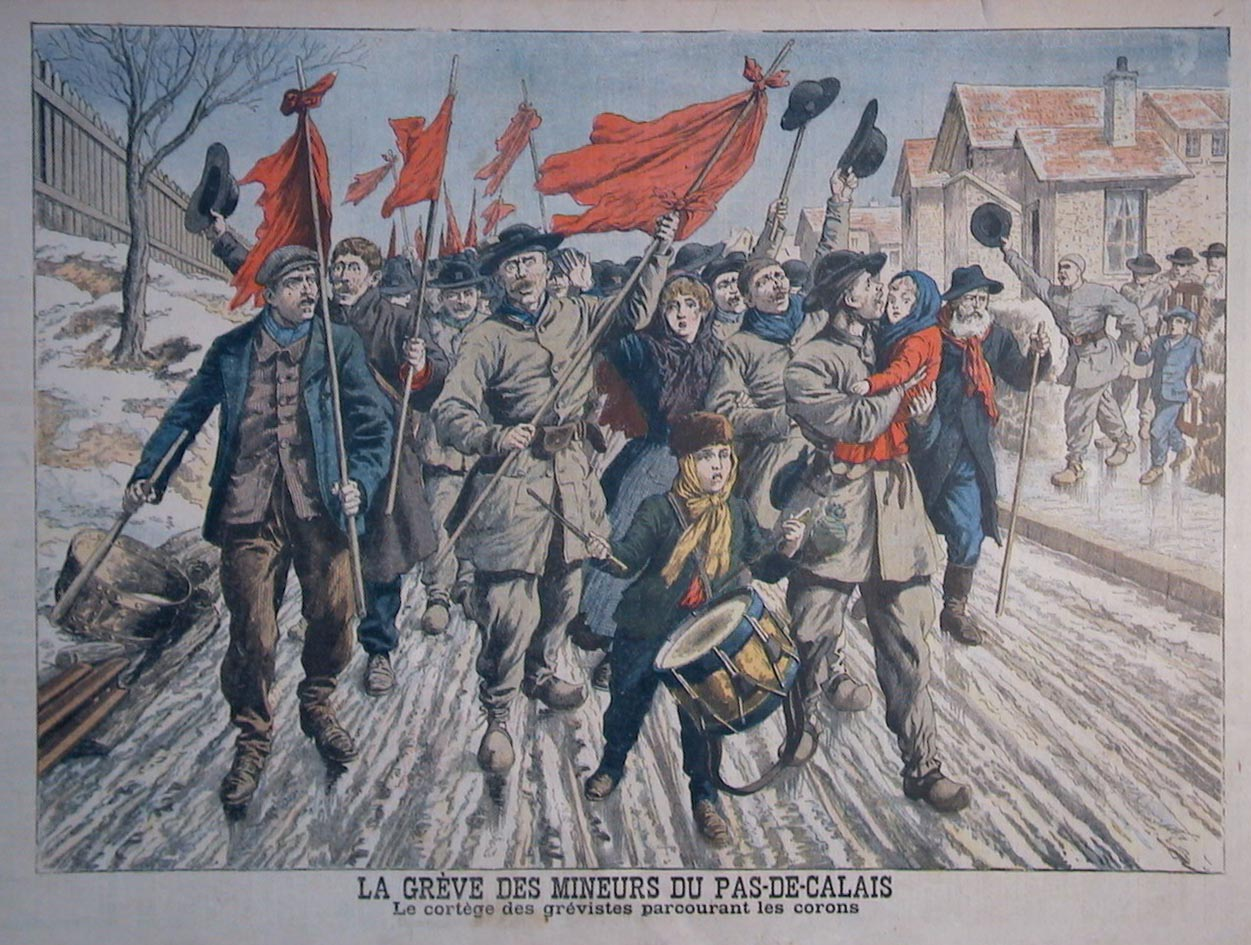 LA GRÈVE DES MINEURS DU PAS-DE-CALAIS
Le cortège des grévistes parcourant les corons